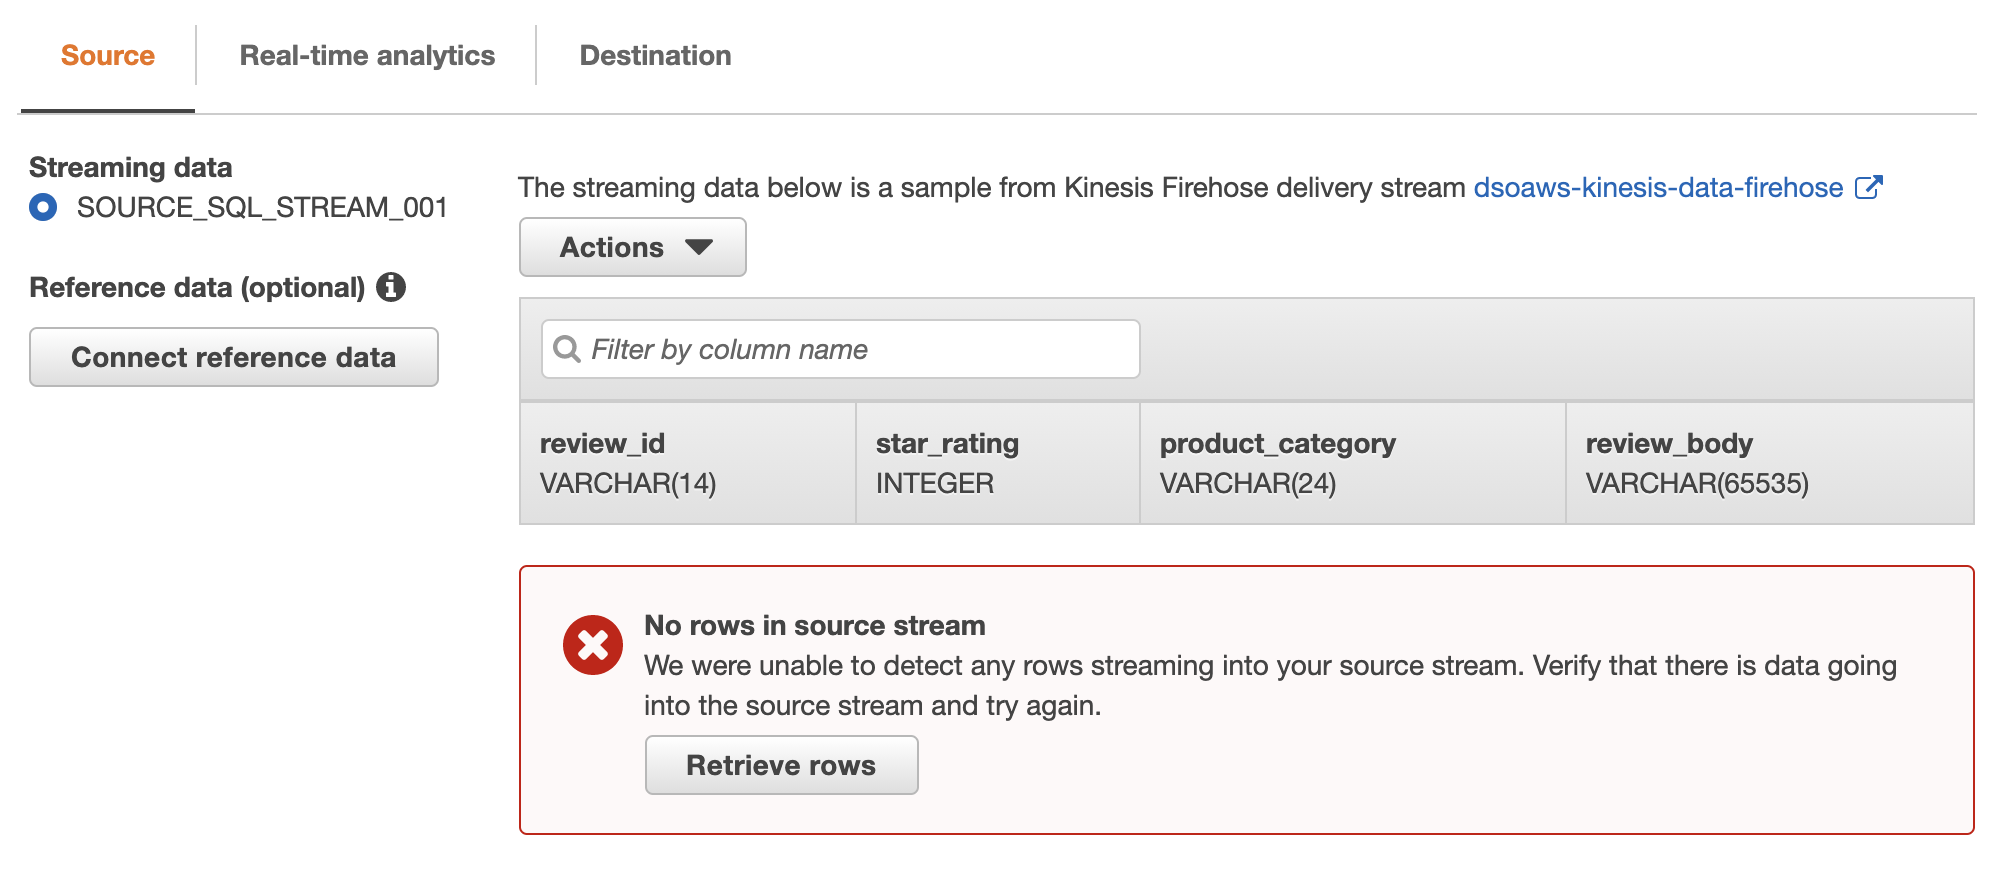 Source
Real-time analytics
Destination
Streaming data
SOURCE_SQL_STREAM_001
Reference data (optional)
Connect reference data
The streaming data below is a sample from Kinesis Firehose delivery stream dsoaws-kinesis-data-firehose
Actions
Filter by column name
review_id
VARCHAR(14)
star_rating
INTEGER
product_category
VARCHAR(24)
review_body
VARCHAR(65535)
No rows in source stream
We were unable to detect any rows streaming into your source stream. Verify that there is data going
into the source stream and try again.
Retrieve rows